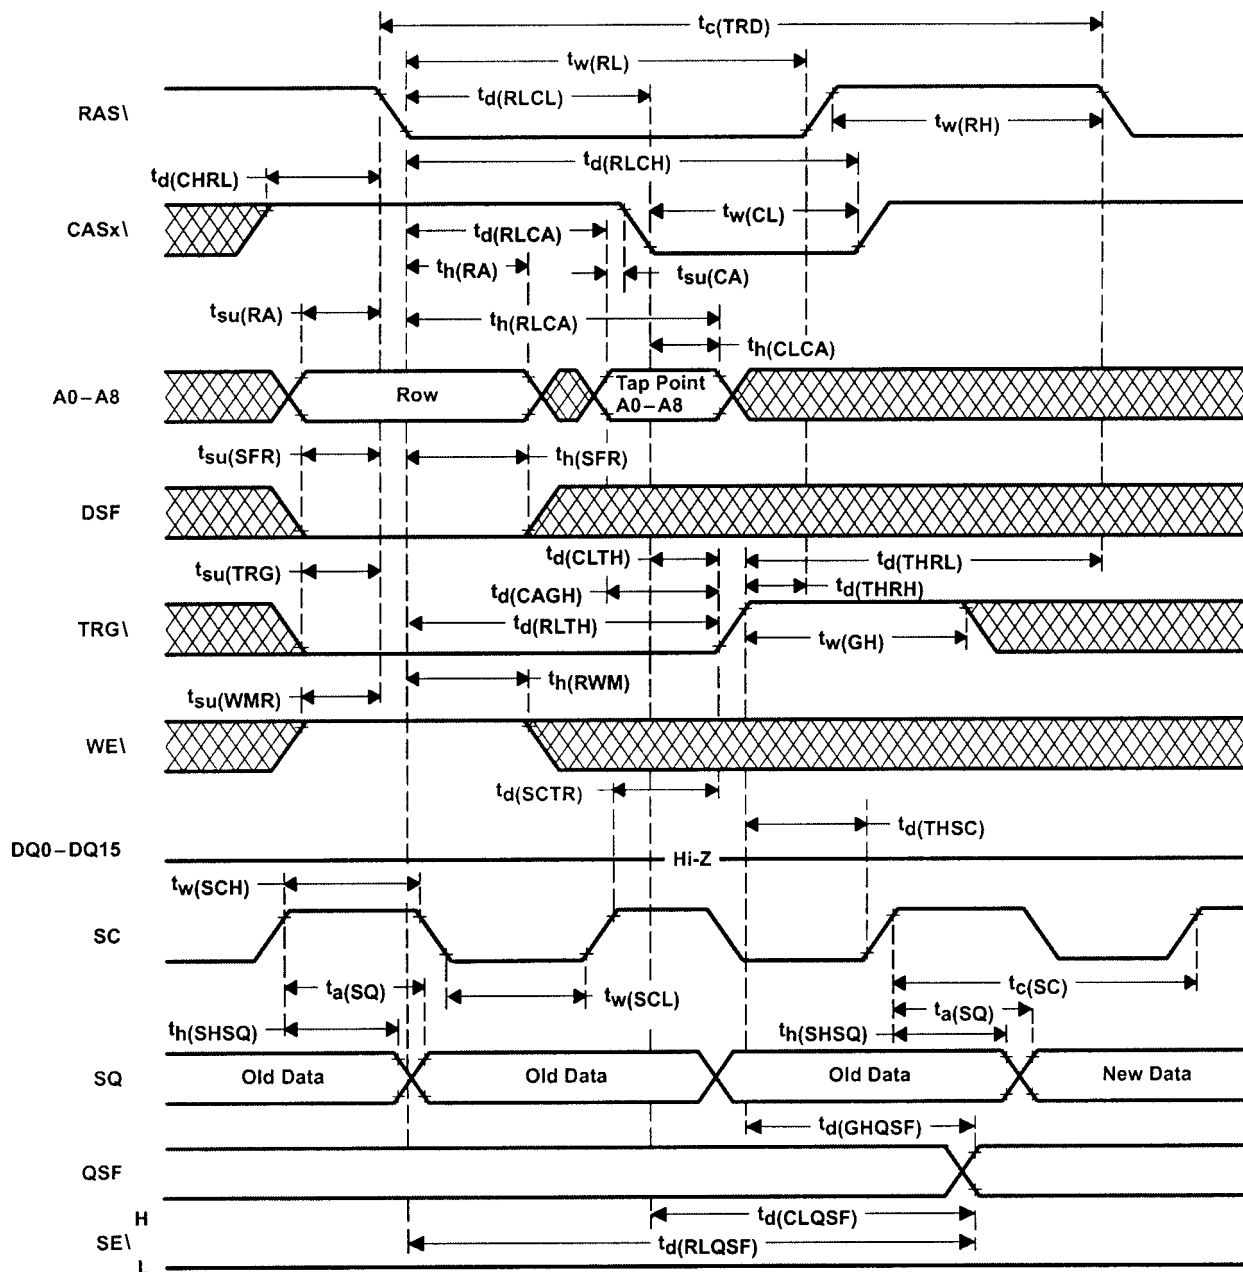 tc(TRD)
tw(RL)
td(RLCL)
RAS\
tw(RH)
td(RLCH)
td(CHRL)
tw(CL)
CASx\
td(RLCA)
th(RA)
tsu(CA)
tsu(RA)
th(RLCA)
th(CLCA)
A0–A8
Row
Tap Point
A0–A8
tsu(SFR)
th(SFR)
DSF
td(CLTH)
td(THRL)
tsu(TRG)
td(CAGH)
td(THRH)
TRG\
td(RLTH)
tw(GH)
th(RWM)
tsu(WMR)
WE\
td(SCTR)
td(THSC)
DQ0–DQ15
Hi-Z
tw(SCH)
SC
ta(SQ)
tw(SCL)
tc(SC)
ta(SQ)
th(SHSQ)
th(SHSQ)
SQ
Old Data
Old Data
Old Data
New Data
td(GHQSF)
QSF
H
td(CLQSF)
SE\
td(RLQSF)
L